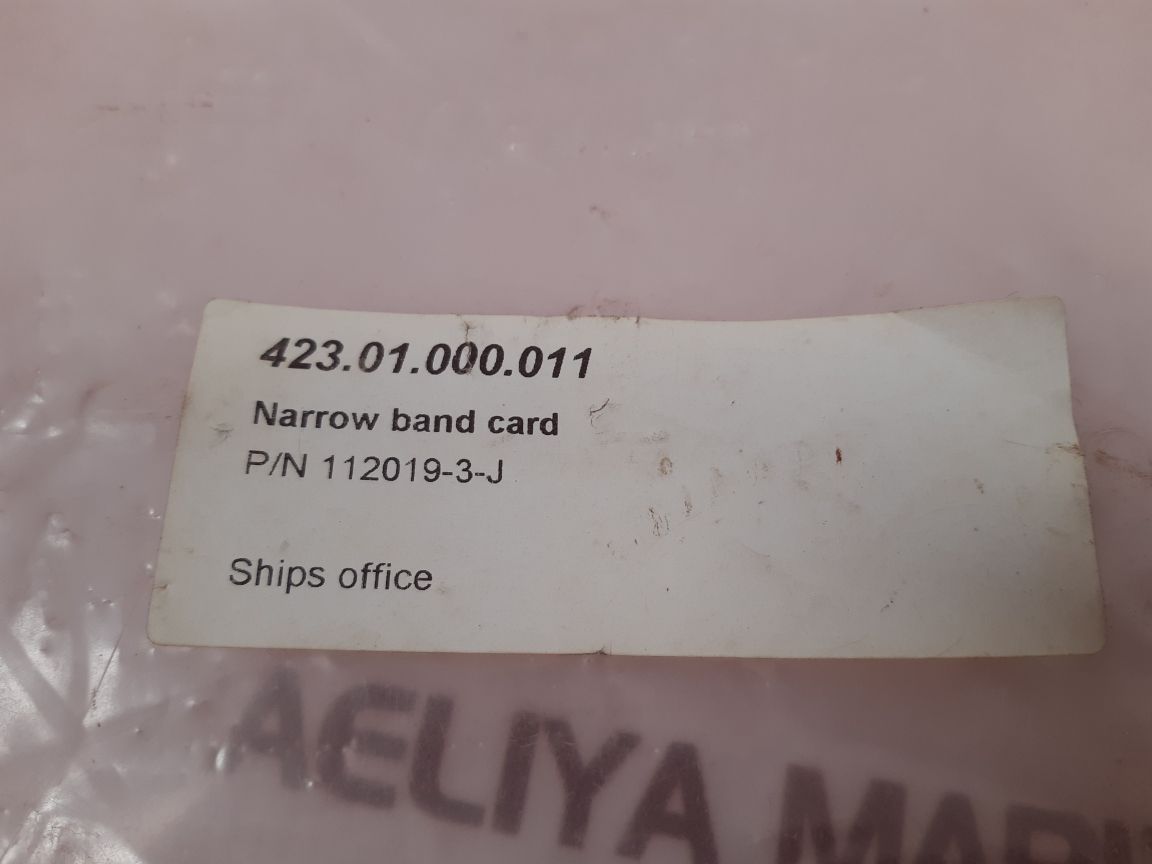 423.01.000.011
Narrow band card
P/N 112019-3-J
Ships office
AELIYA